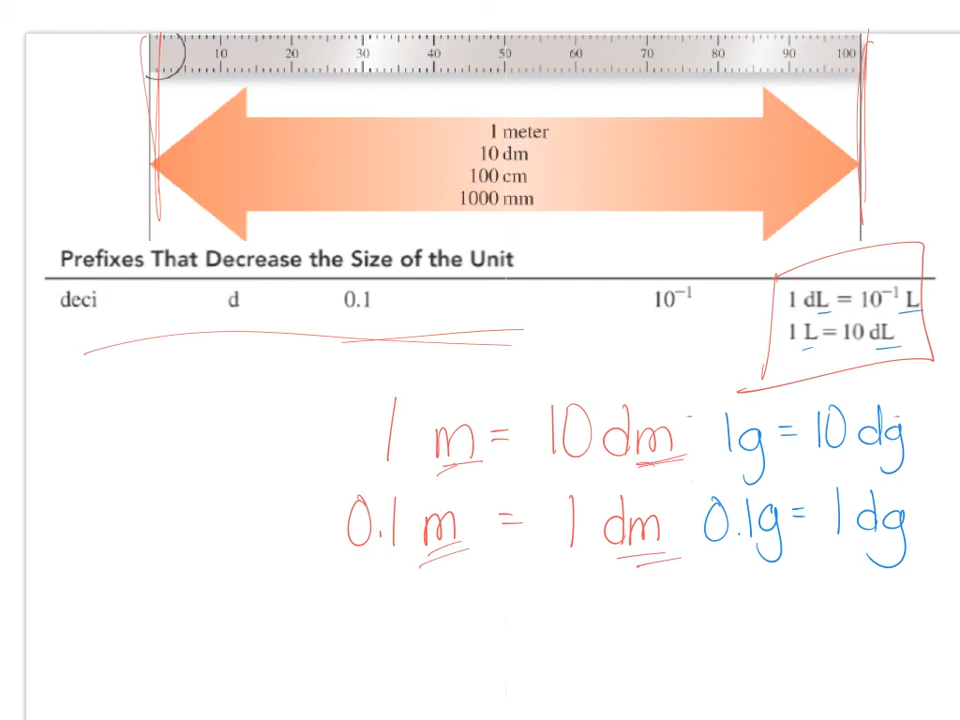 10 20 30 40 50 60 70 80 90 100
1 meter
10 dm
100 cm
1000 mm
Prefixes That Decrease the Size of the Unit
deci d 0.1 10⁻¹ 1 dL = 10⁻¹ L
1 L = 10 dL
1 m = 10 dm 1g = 10 dg
0.1 m = 1 dm 0.1g = 1 dg